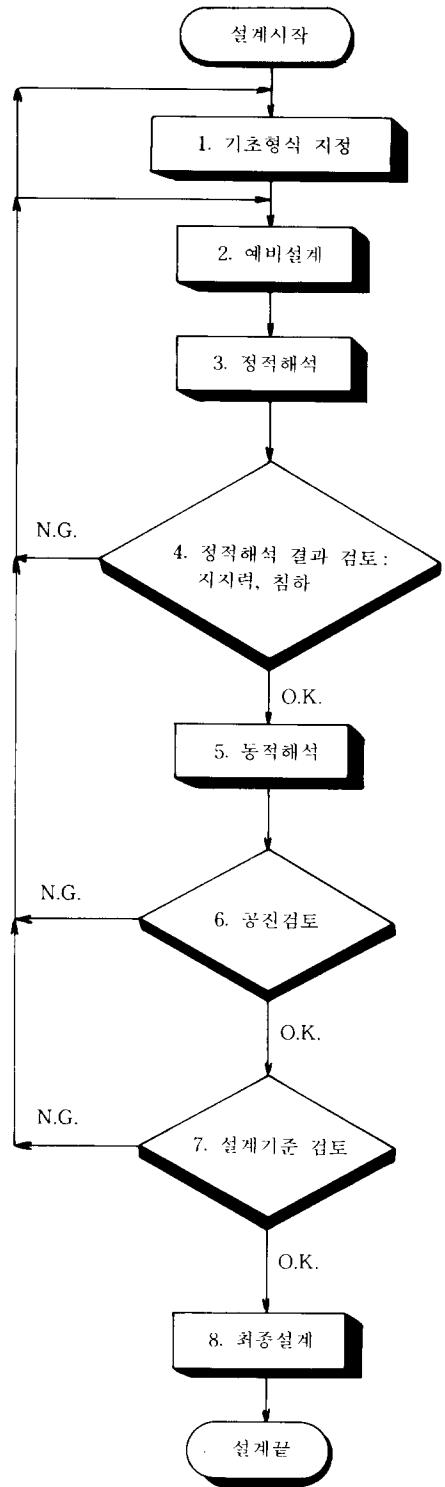 설계시작
1. 기초형식 지정
2. 예비설계
3. 정적해석
4. 정적해석 결과 검토:
지지력, 침하
N.G.
O.K.
5. 동적해석
6. 공진검토
N.G.
O.K.
7. 설계기준 검토
N.G.
O.K.
8. 최종설계
설계끝